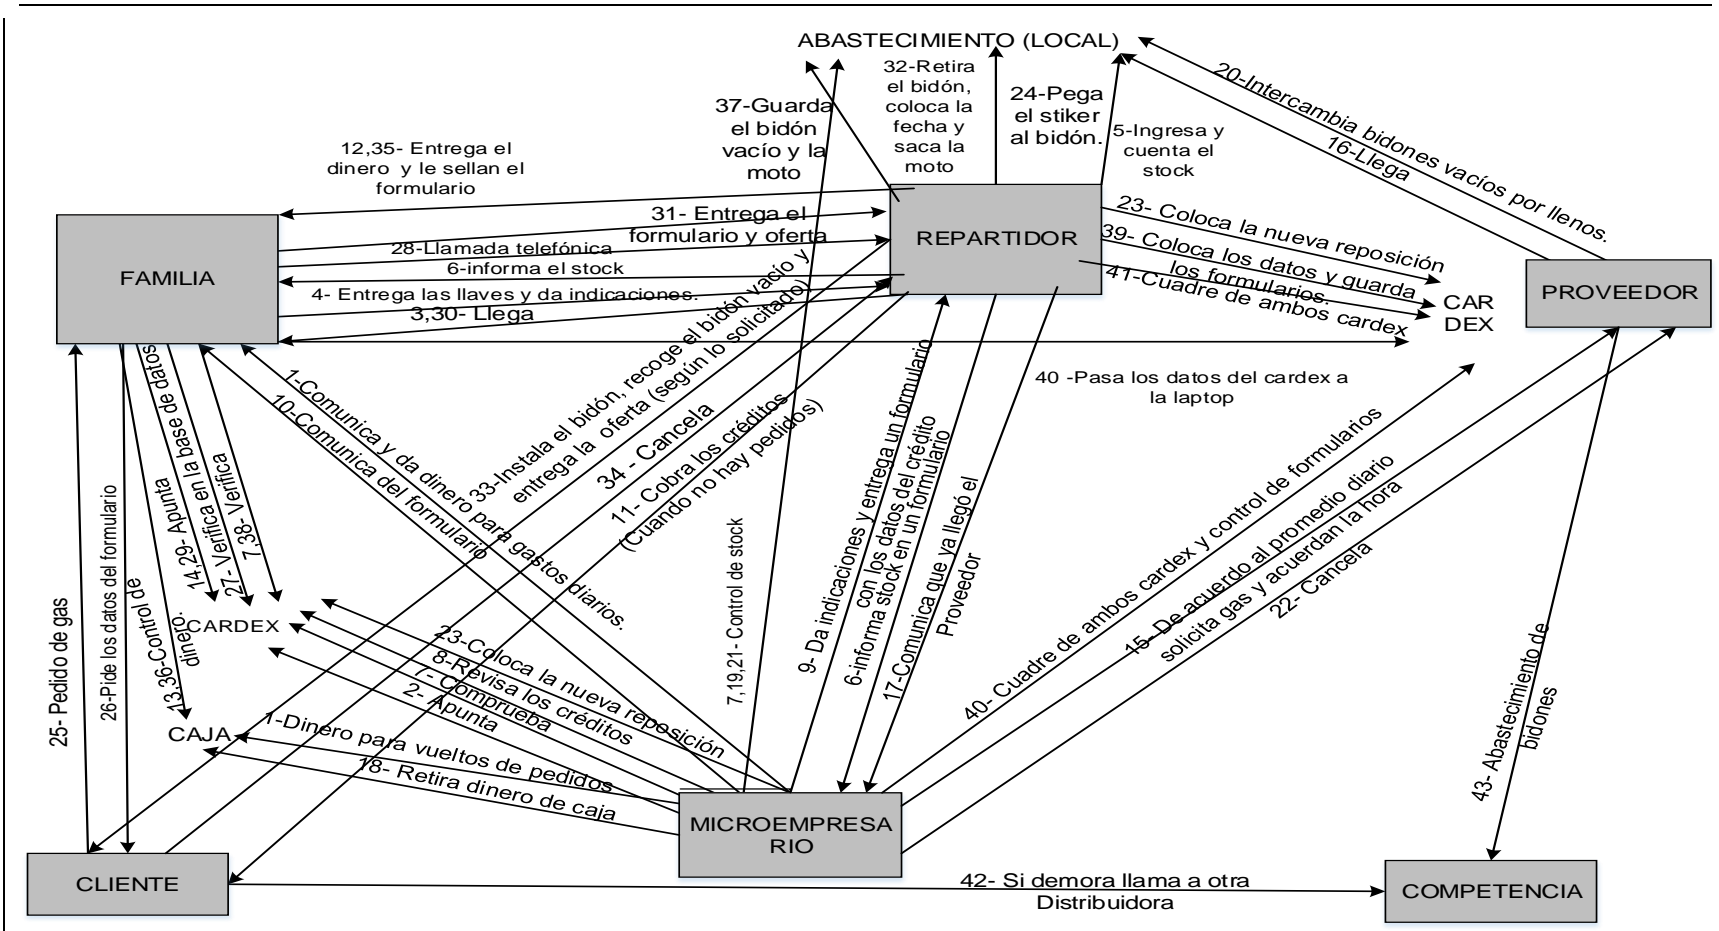 ABASTECIMIENTO (LOCAL)
32-Retira
el bidón,
coloca la
fecha y
saca la
moto
37-Guarda
el bidón
vacío y la
moto
24-Pega
el stiker
al bidón.
5-Ingresa y
cuenta el
stock
20-Intercambia bidones vacíos por llenos.
16-Llega
12,35- Entrega el
dinero y le sellan el
formulario
31- Entrega el
formulario y oferta
28-Llamada telefónica
6-informa el stock
4- Entrega las llaves y da indicaciones.
3,30- Llega
FAMILIA
REPARTIDOR
23- Coloca la nueva reposición
39- Coloca los datos y guarda
los formularios.
41-Cuadre de ambos cardex
CAR
DEX
PROVEEDOR
40 -Pasa los datos del cardex a
la laptop
1-Comunica y da dinero para gastos diarios.
10-Comunica del formulario
33-Instala el bidón, recoge el bidón vacío y
entrega la oferta (según lo solicitado)
34 - Cancela
11- Cobra los créditos
(Cuando no hay pedidos)
7,19,21- Control de stock
9- Da indicaciones y entrega un formulario
con los datos del crédito
6-informa stock en un formulario
17-Comunica que ya llegó el
Proveedor
40- Cuadre de ambos cardex y control de formularios
15- De acuerdo al promedio diario
solicita gas y acuerdan la hora
22- Cancela
43- Abastecimiento de
bidones
25- Pedido de gas
26-Pide los datos del formulario
13,36-Control de
dinero.
14,29- Apunta
27- Verifica en la base de datos
7,38- Verifica
CARDEX
CAJA
23-Coloca la nueva reposición
8-Revisa los créditos
7- Comprueba
2- Apunta
1-Dinero para vueltos de pedidos
18- Retira dinero de caja
MICROEMPRESA
RIO
CLIENTE
42- Si demora llama a otra
Distribuidora
COMPETENCIA